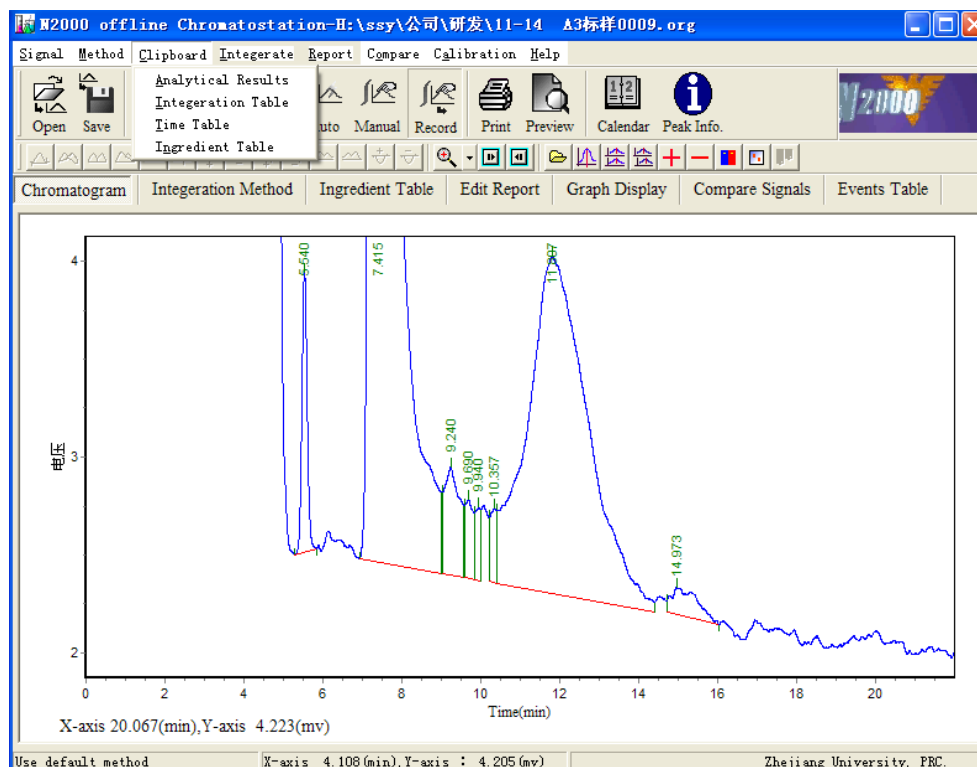 N2000 offline Chromatostation-H:\ssy\公司\研发\11-14 A3标样0009.org
Signal Method Clipboard Integerate Report Compare Calibration Help
Analytical Results
Integeration Table
Time Table
Ingredient Table
Open Save Manual Record Print Preview Calendar Peak Info.
N2000
Chromatogram Integeration Method Ingredient Table Edit Report Graph Display Compare Signals Events Table
5.540 7.415
9.240 9.690 9.940 10.357 14.973
电压
4
3
2
0 2 4 6 8 10 12 14 16 18 20
Time(min)
X-axis 20.067(min),Y-axis 4.223(mv)
Use default method X-axis 4.108(min),Y-axis : 4.205(mv) Zhejiang University, PRC.